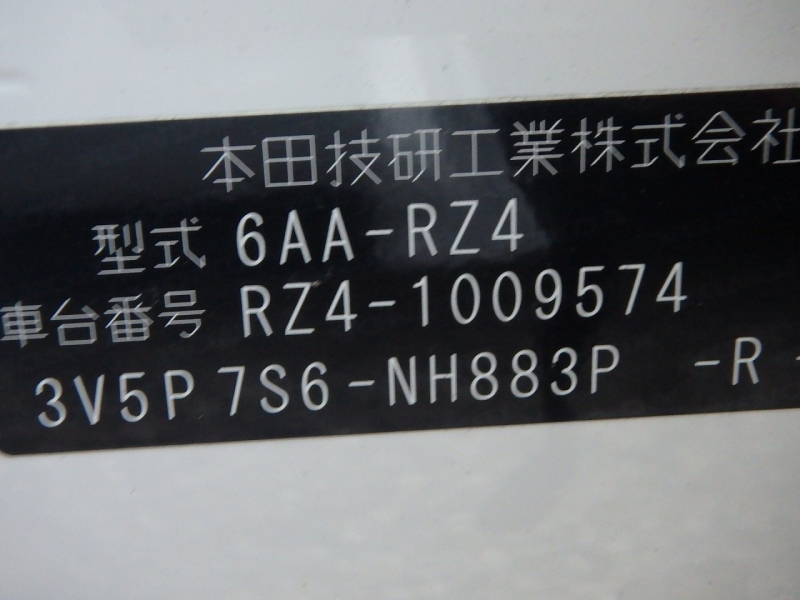 本田技研工業株式会社
型式 6AA-RZ4
車台番号 RZ4-1009574
3V5P 7S6-NH883P -R -